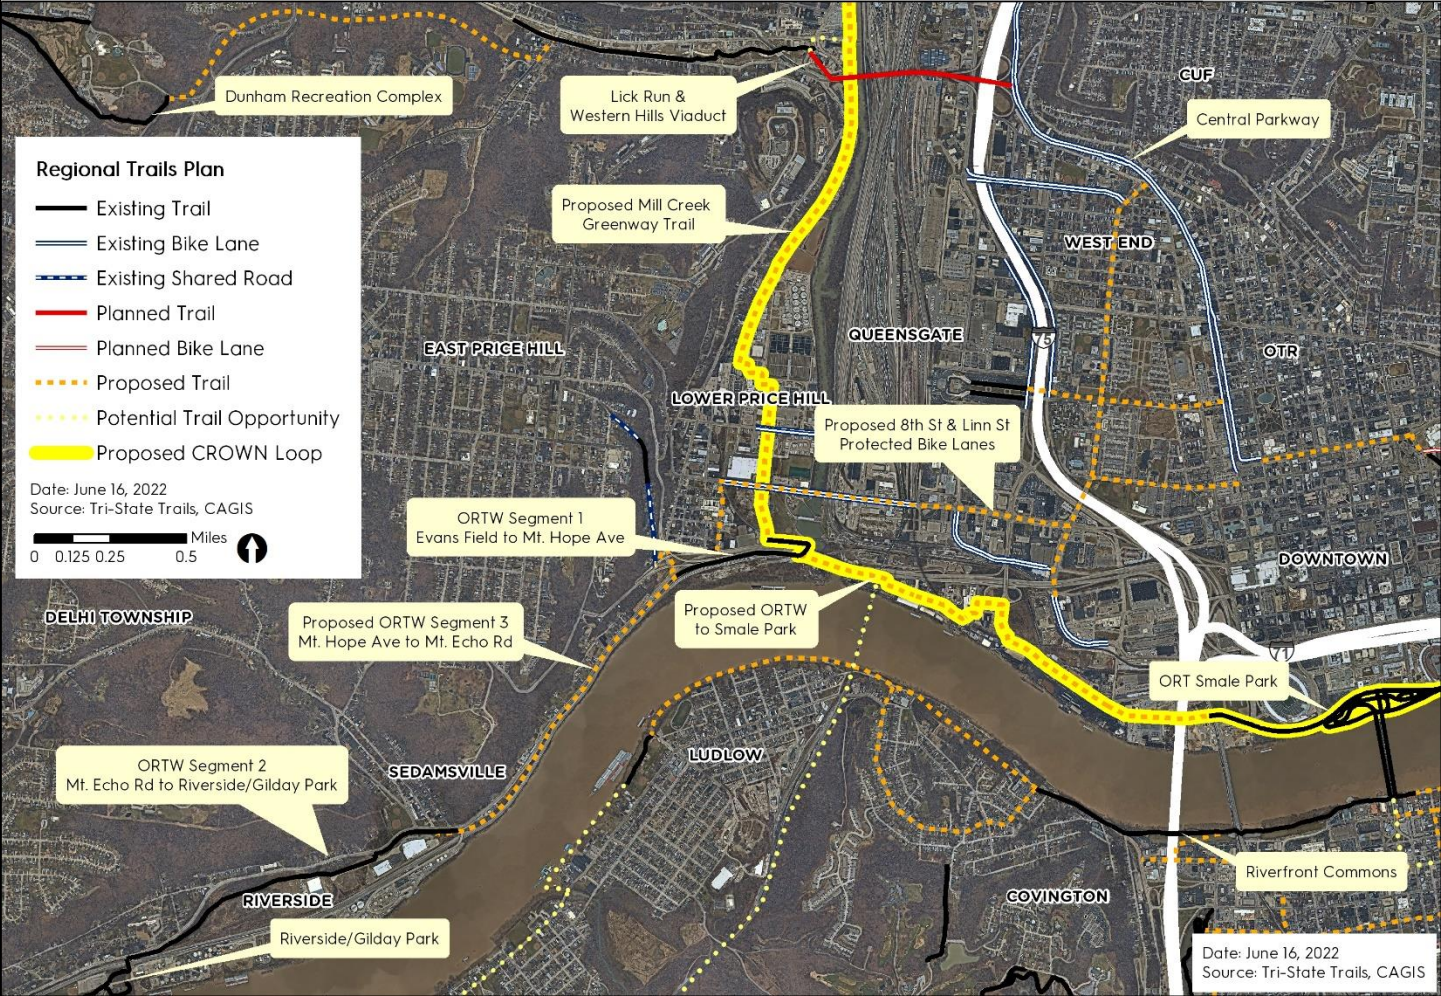 CUF
Dunham Recreation Complex
Lick Run &
Western Hills Viaduct
Central Parkway
Regional Trails Plan
Existing Trail
Existing Bike Lane
Existing Shared Road
Planned Trail
Planned Bike Lane
Proposed Trail
Potential Trail Opportunity
Proposed CROWN Loop
Date: June 16, 2022
Source: Tri-State Trails, CAGIS
Miles
0 0.125 0.25 0.5
Proposed Mill Creek
Greenway Trail
WEST END
QUEENSGATE
75
EAST PRICE HILL
OTR
LOWER PRICE HILL
Proposed 8th St & Linn St
Protected Bike Lanes
ORTW Segment 1
Evans Field to Mt. Hope Ave
DOWNTOWN
DELHI TOWNSHIP
Proposed ORTW Segment 3
Mt. Hope Ave to Mt. Echo Rd
Proposed ORTW
to Smale Park
71
ORT Smale Park
LUDLOW
SEDAMSVILLE
ORTW Segment 2
Mt. Echo Rd to Riverside/Gilday Park
Riverfront Commons
RIVERSIDE
COVINGTON
Riverside/Gilday Park
Date: June 16, 2022
Source: Tri-State Trails, CAGIS